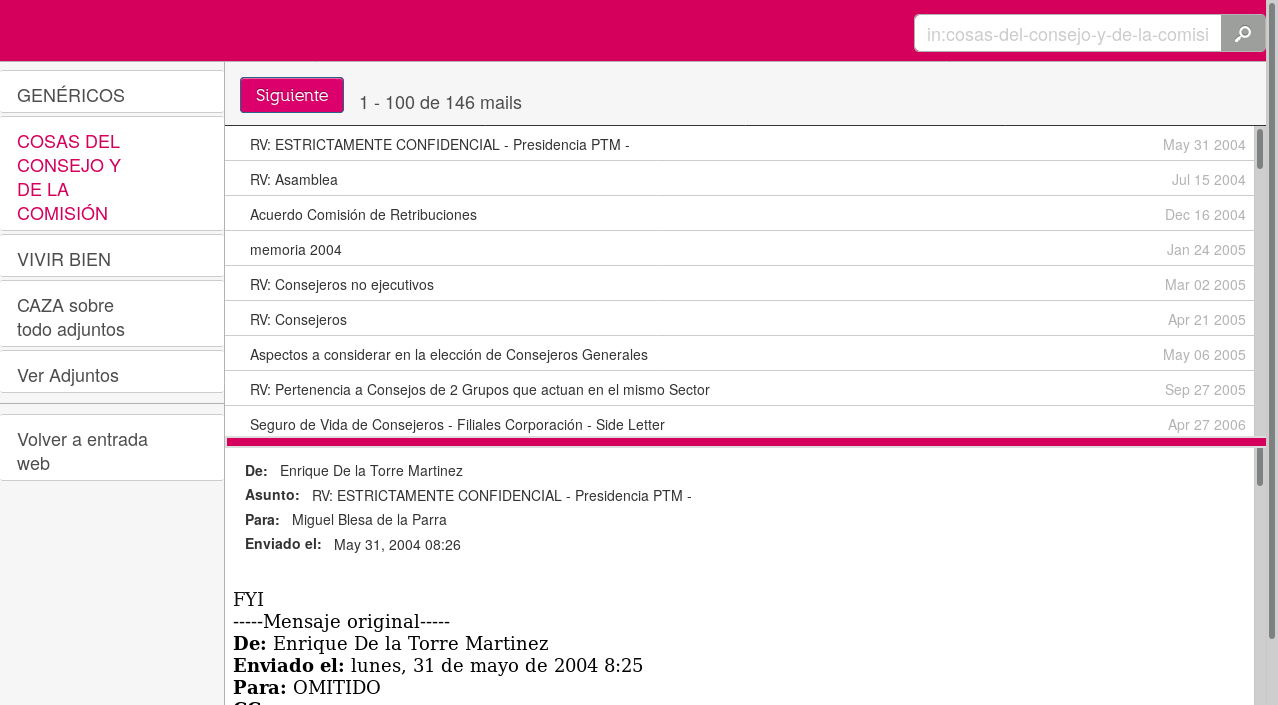 in:cosas-del-consejo-y-de-la-comisi
GENÉRICOS
COSAS DEL
CONSEJO Y
DE LA
COMISIÓN
VIVIR BIEN
CAZA sobre
todo adjuntos
Ver Adjuntos
Volver a entrada
web
Siguiente 1 - 100 de 146 mails
RV: ESTRICTAMENTE CONFIDENCIAL - Presidencia PTM - May 31 2004
RV: Asamblea Jul 15 2004
Acuerdo Comisión de Retribuciones Dec 16 2004
memoria 2004 Jan 24 2005
RV: Consejeros no ejecutivos Mar 02 2005
RV: Consejeros Apr 21 2005
Aspectos a considerar en la elección de Consejeros Generales May 06 2005
RV: Pertenencia a Consejos de 2 Grupos que actuan en el mismo Sector Sep 27 2005
Seguro de Vida de Consejeros - Filiales Corporación - Side Letter Apr 27 2006
De: Enrique De la Torre Martinez
Asunto: RV: ESTRICTAMENTE CONFIDENCIAL - Presidencia PTM -
Para: Miguel Blesa de la Parra
Enviado el: May 31, 2004 08:26
FYI
-----Mensaje original-----
De: Enrique De la Torre Martinez
Enviado el: lunes, 31 de mayo de 2004 8:25
Para: OMITIDO